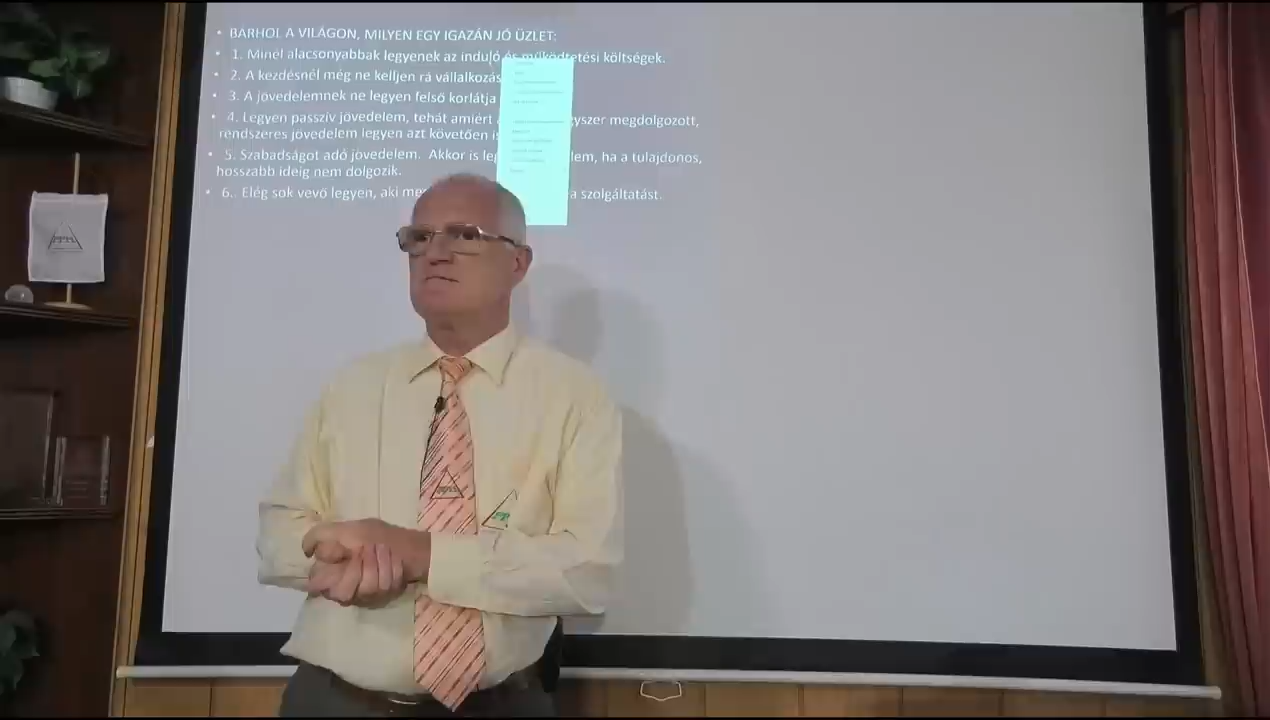 • BÁRHOL A VILÁGON, MILYEN EGY IGAZÁN JÓ ÜZLET:
• 1. Minél alacsonyabbak legyenek az induló és működtetési költségek.
• 2. A kezdésnél még ne kelljen rá vállalkozás
• 3. A jövedelemnek ne legyen felső korlátja
• 4. Legyen passzív jövedelem, tehát amiért gyszer megdolgozott,
rendszeres jövedelem legyen azt követően is
• 5. Szabadságot adó jövedelem. Akkor is leg lem, ha a tulajdonos,
hosszabb ideig nem dolgozik.
• 6. Elég sok vevő legyen, aki me a szolgáltatást.